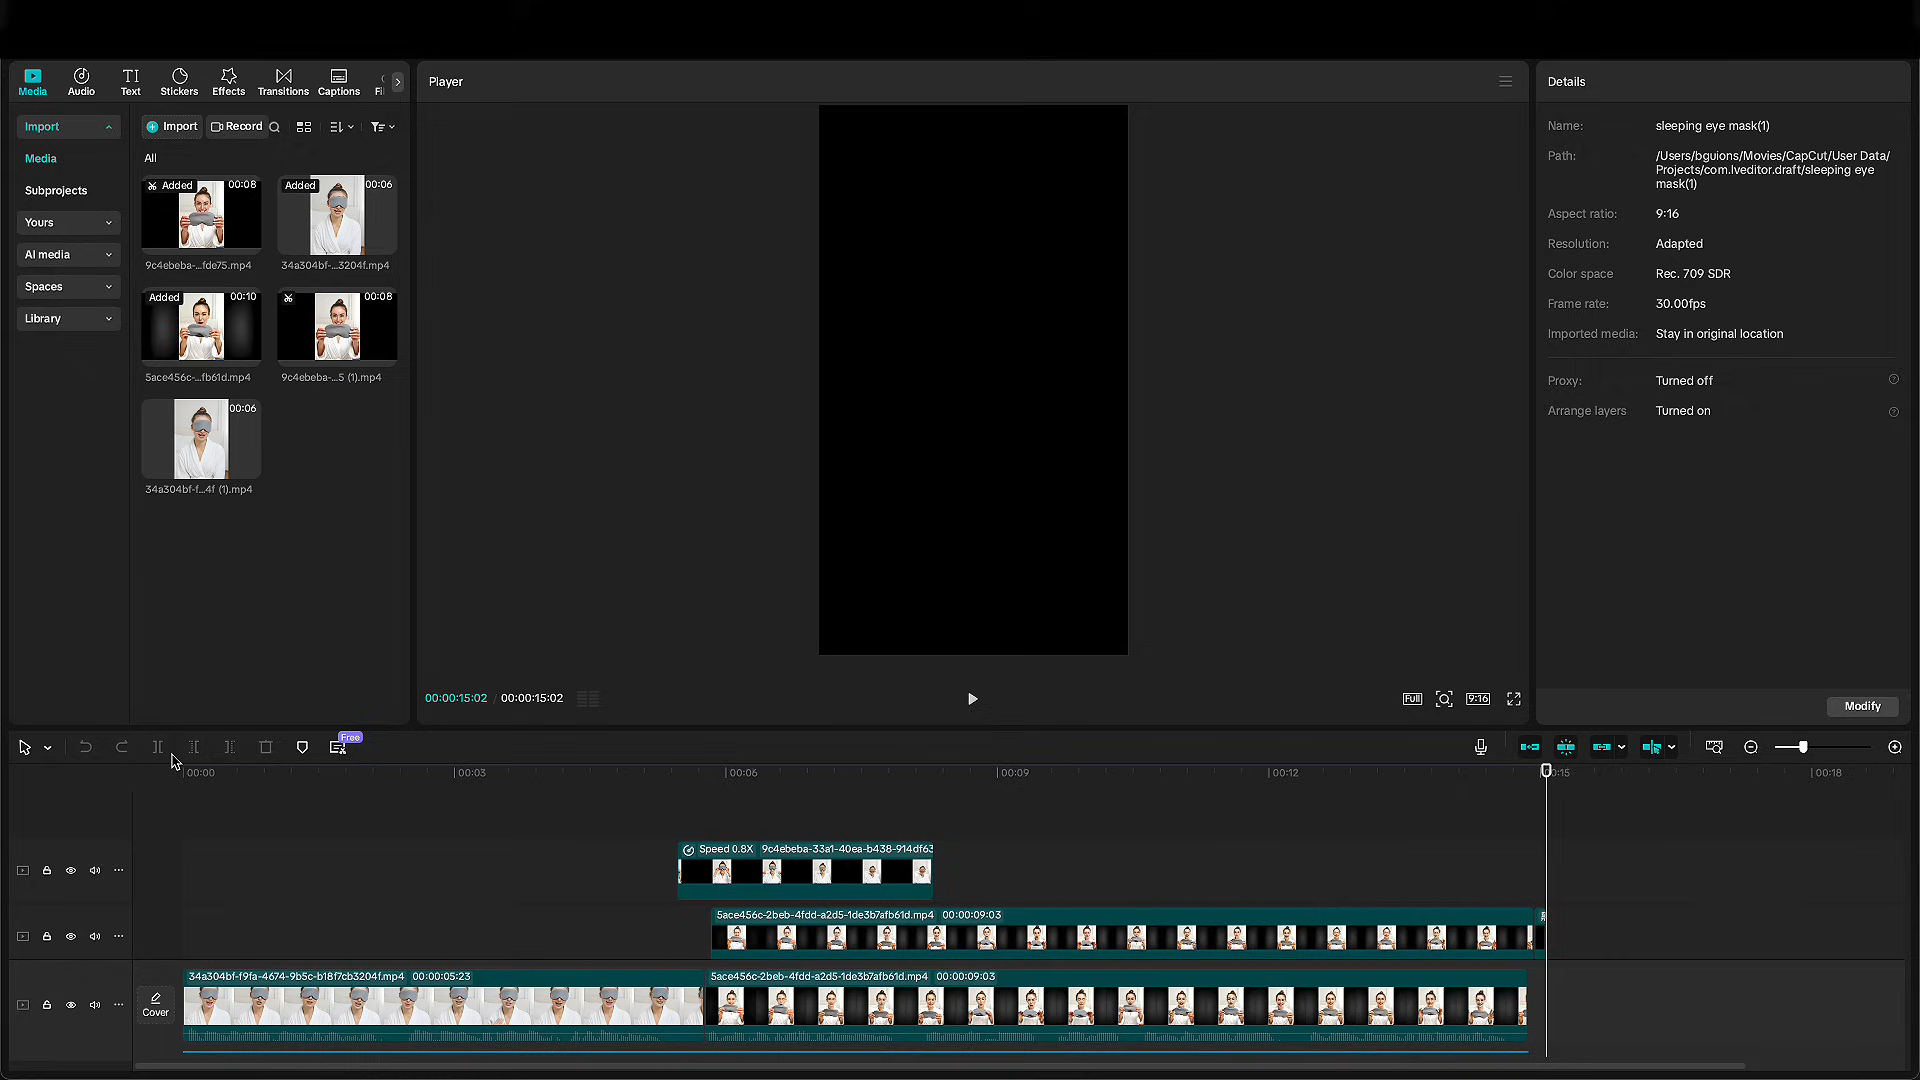 Media
Audio
Text
Stickers
Effects
Transitions
Captions
Player
Details
Import
Media
Subprojects
Yours
AI media
Spaces
Library
Import
Record
All
Added
00:08
9c4ebeba-...fde75.mp4
Added
00:06
34a304bf-...3204f.mp4
Added
00:10
5ace456c-...fb61d.mp4
00:08
9c4ebeba-...5 (1).mp4
00:06
34a304bf-f...4f (1).mp4
00:00:15:02 / 00:00:15:02
Full
9:16
Name: sleeping eye mask(1)
Path: /Users/bguions/Movies/CapCut/User Data/
Projects/com.lveditor.draft/sleeping eye
mask(1)
Aspect ratio: 9:16
Resolution: Adapted
Color space Rec. 709 SDR
Frame rate: 30.00fps
Imported media: Stay in original location
Proxy: Turned off
Arrange layers Turned on
Modify
Free
00:00
00:03
00:06
00:09
00:12
00:15
00:18
Speed 0.8X 9c4ebeba-33a1-40ea-b438-914df63
5ace456c-2beb-4fdd-a2d5-1de3b7afb61d.mp4 00:00:09:03
34a304bf-f9fa-4674-9b5c-b18f7cb3204f.mp4 00:00:05:23
5ace456c-2beb-4fdd-a2d5-1de3b7afb61d.mp4 00:00:09:03
Cover